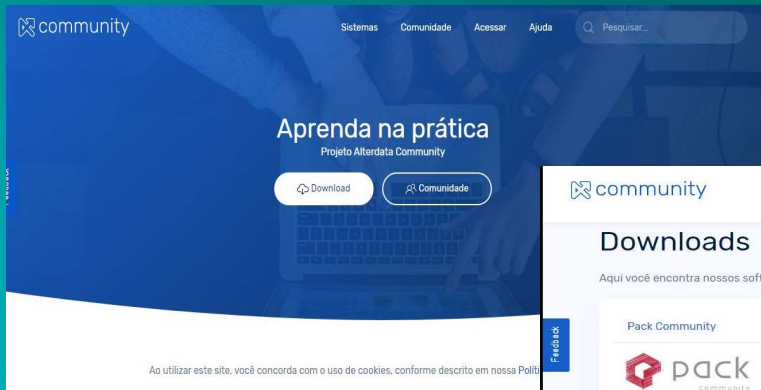 community
Sistemas Comunidade Acessar Ajuda Pesquisar...
Aprenda na prática
Projeto Alterdata Community
Download Comunidade
Ao utilizar este site, você concorda com o uso de cookies, conforme descrito em nossa
community
Downloads
Aqui você encontra nossos
Feedback
Pack Community
pack
community